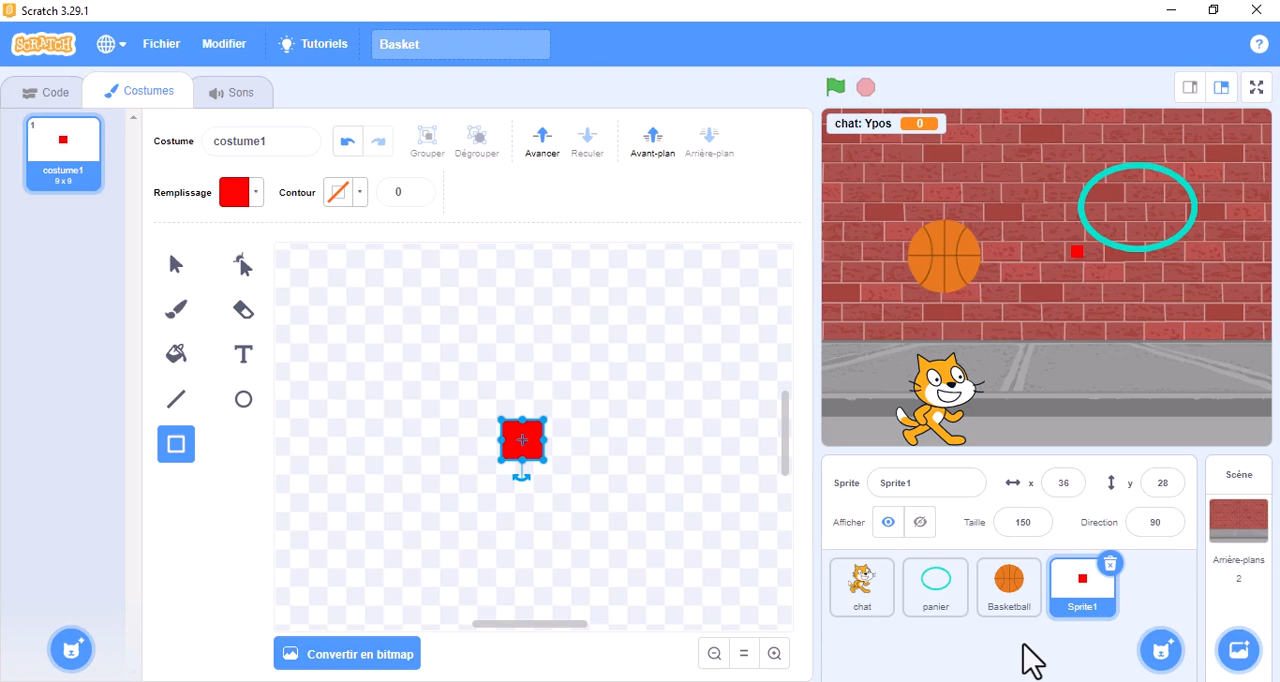 Scratch 3.29.1
SCRATCH Fichier Modifier Tutoriels Basket ?
Code Costumes Sons
1
costume1
9 x 9
Costume costume1 Grouper Dégrouper Avancer Reculer Avant-plan Arrière-plan
Remplissage Contour 0
T
Convertir en bitmap
chat: Ypos 0
Sprite Sprite1 x 36 y 28
Afficher Taille 150 Direction 90
chat panier Basketball Sprite1
Scène
Arrière-plans
2